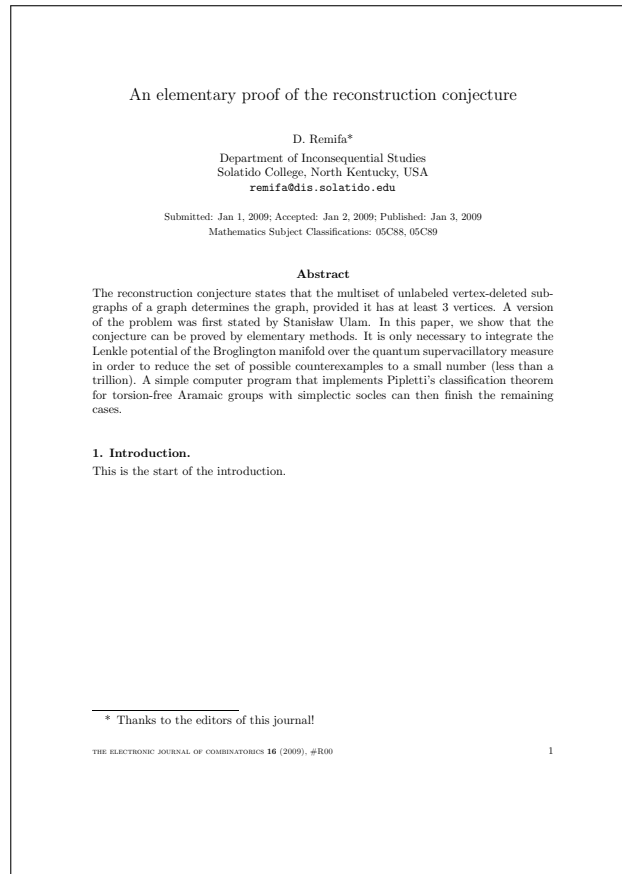 An elementary proof of the reconstruction conjecture
D. Remifa*
Department of Inconsequential Studies
Solatido College, North Kentucky, USA
remifa@dis.solatido.edu
Submitted: Jan 1, 2009; Accepted: Jan 2, 2009; Published: Jan 3, 2009
Mathematics Subject Classifications: 05C88, 05C89
Abstract
The reconstruction conjecture states that the multiset of unlabeled vertex-deleted sub-
graphs of a graph determines the graph, provided it has at least 3 vertices. A version
of the problem was first stated by Stanisław Ulam. In this paper, we show that the
conjecture can be proved by elementary methods. It is only necessary to integrate the
Lenkle potential of the Broglington manifold over the quantum supervacillatory measure
in order to reduce the set of possible counterexamples to a small number (less than a
trillion). A simple computer program that implements Pipletti's classification theorem
for torsion-free Aramaic groups with simplectic socles can then finish the remaining
cases.
1. Introduction.
This is the start of the introduction.
* Thanks to the editors of this journal!
THE ELECTRONIC JOURNAL OF COMBINATORICS 16 (2009), #R00 1